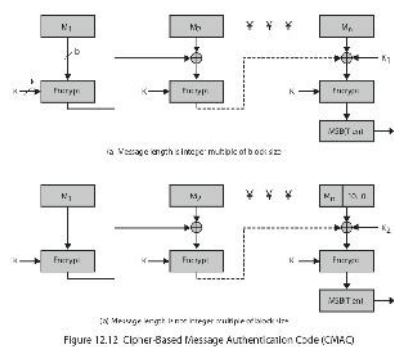 M1 M2 ¥ ¥ ¥ Mn
b
K1
k
K Encrypt K Encrypt K Encrypt
MSB(Tlen)
(a) Message length is integer multiple of block size
M1 M2 ¥ ¥ ¥ Mn 10...0
K2
K Encrypt K Encrypt K Encrypt
MSB(Tlen)
Message length is not integer multiple of block size
Figure 12.12 Cipher-Based Message Authentication Code (CMAC)